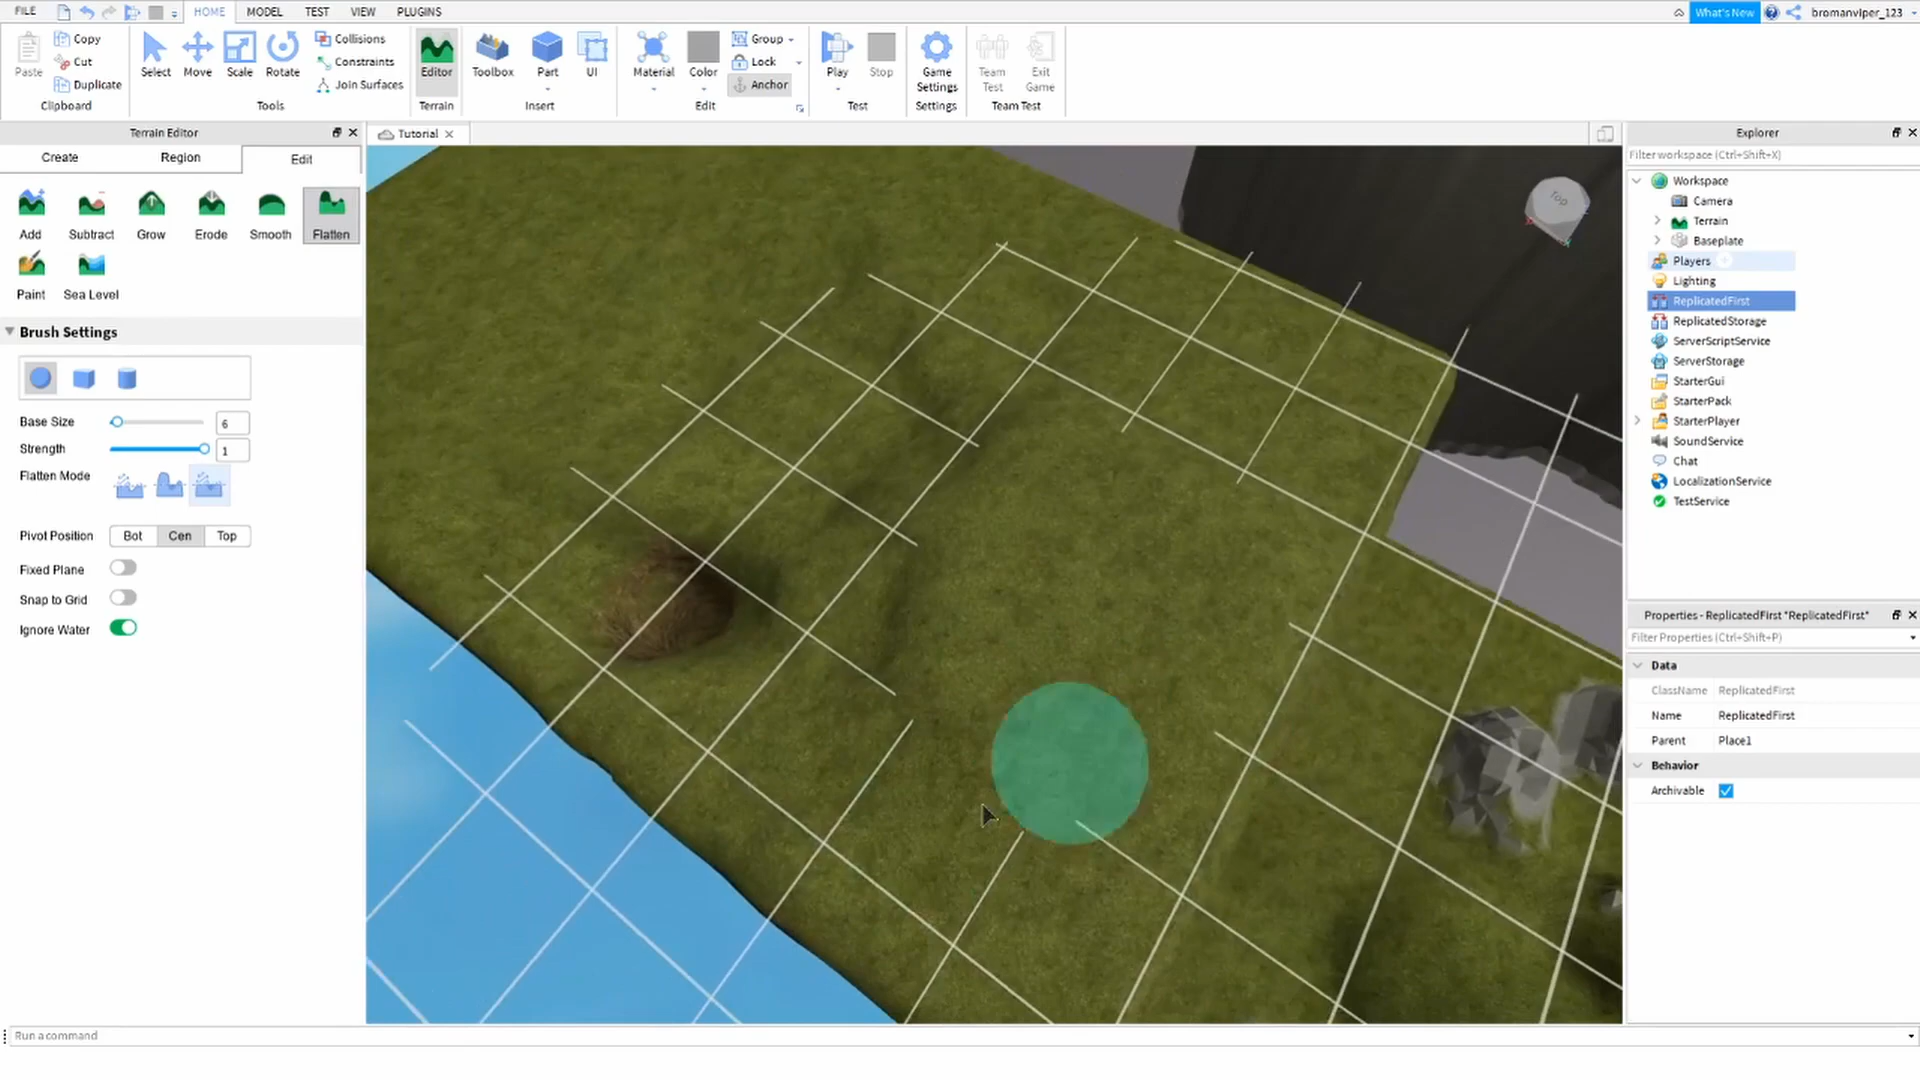 FILE HOME MODEL TEST VIEW PLUGINS What's New bromanviper_123
Paste Copy Cut Duplicate Clipboard
Select Move Scale Rotate Collisions Constraints Join Surfaces Tools
Editor Terrain
Toolbox Part UI Insert
Material Color Group Lock Anchor Edit
Play Stop Test
Game Settings Settings
Team Test Exit Game Team Test
Terrain Editor
Create Region Edit
Add Subtract Grow Erode Smooth Flatten
Paint Sea Level
Brush Settings
Base Size 6
Strength 1
Flatten Mode
Pivot Position Bot Cen Top
Fixed Plane
Snap to Grid
Ignore Water
Tutorial
Top
Explorer
Filter workspace (Ctrl+Shift+X)
Workspace
Camera
Terrain
Baseplate
Players
Lighting
ReplicatedFirst
ReplicatedStorage
ServerScriptService
ServerStorage
StarterGui
StarterPack
StarterPlayer
SoundService
Chat
LocalizationService
TestService
Properties - ReplicatedFirst "ReplicatedFirst"
Filter Properties (Ctrl+Shift+P)
Data
ClassName ReplicatedFirst
Name ReplicatedFirst
Parent Place1
Behavior
Archivable
Run a command